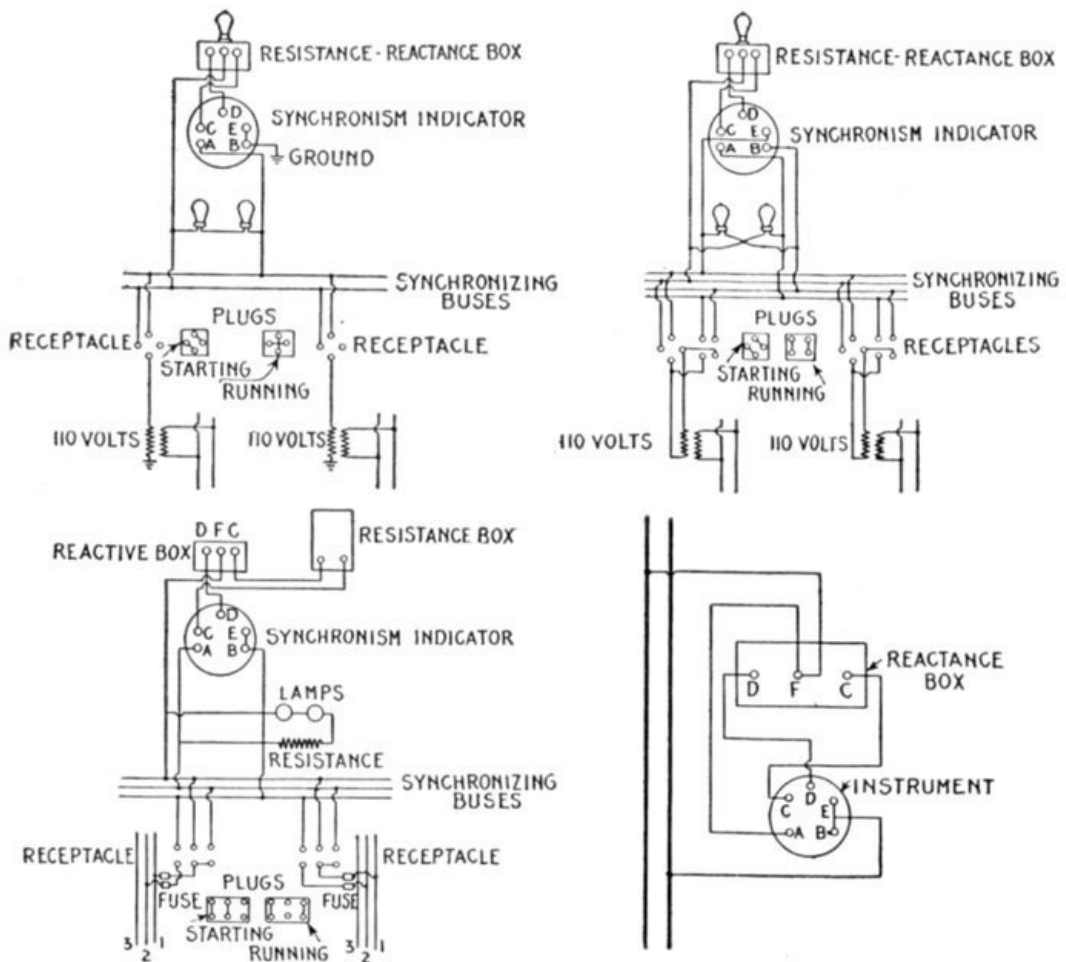 RESISTANCE-REACTANCE BOX
D
SYNCHRONISM INDICATOR
C E
A B
GROUND
SYNCHRONIZING
BUSES
PLUGS
RECEPTACLE
RECEPTACLE
STARTING
RUNNING
110 VOLTS
110 VOLTS
RESISTANCE-REACTANCE BOX
D
SYNCHRONISM INDICATOR
C E
A B
SYNCHRONIZING
BUSES
PLUGS
RECEPTACLES
STARTING
RUNNING
110 VOLTS
110 VOLTS
D F C
RESISTANCE BOX
REACTIVE BOX
D
C E
A B
SYNCHRONISM INDICATOR
LAMPS
RESISTANCE
SYNCHRONIZING
BUSES
RECEPTACLE
RECEPTACLE
PLUGS
FUSE
FUSE
STARTING
RUNNING
3 2 1
3 2 1
REACTANCE
BOX
D F C
INSTRUMENT
D
C E
A B